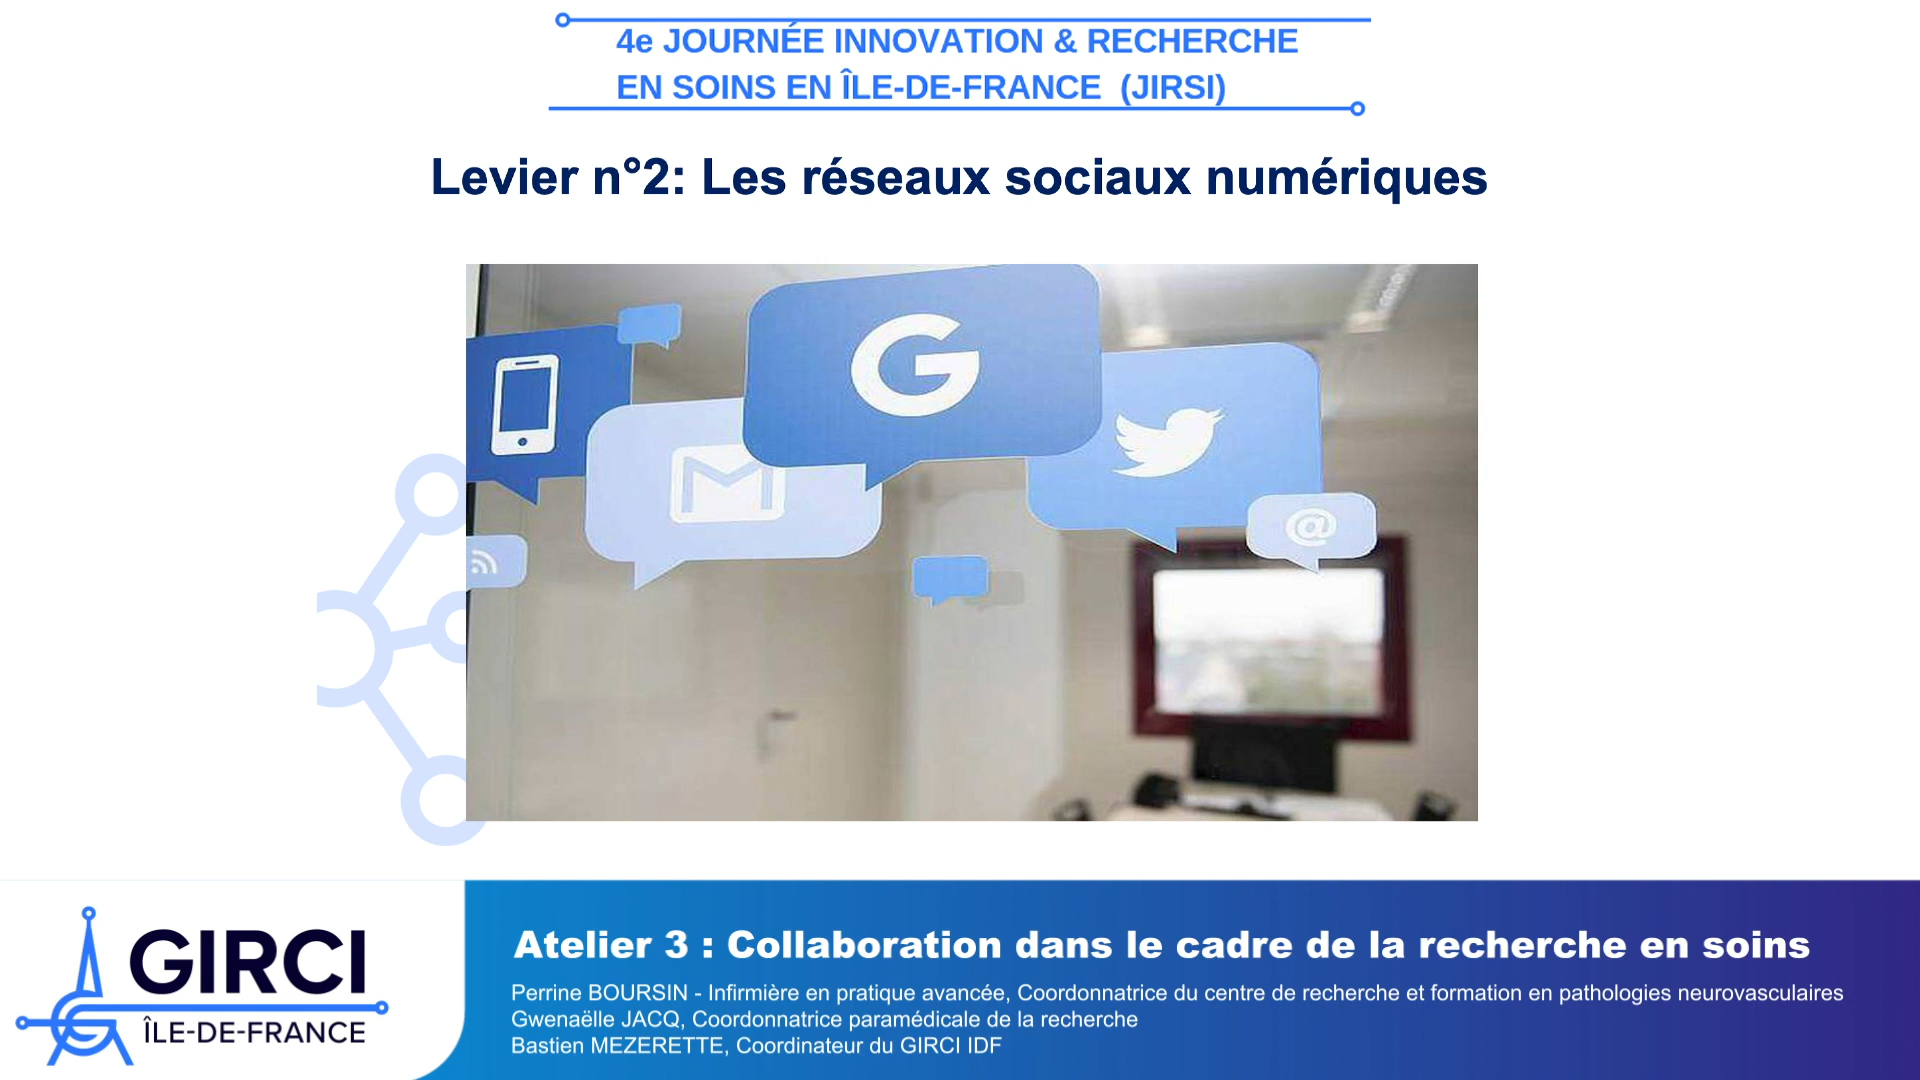 4e JOURNÉE INNOVATION & RECHERCHE
EN SOINS EN ÎLE-DE-FRANCE (JIRSI)
Levier n°2: Les réseaux sociaux numériques
G
M
@
GIRCI
ÎLE-DE-FRANCE
Atelier 3 : Collaboration dans le cadre de la recherche en soins
Perrine BOURSIN - Infirmière en pratique avancée, Coordonnatrice du centre de recherche et formation en pathologies neurovasculaires
Gwenaëlle JACQ, Coordonnatrice paramédicale de la recherche
Bastien MEZERETTE, Coordinateur du GIRCI IDF